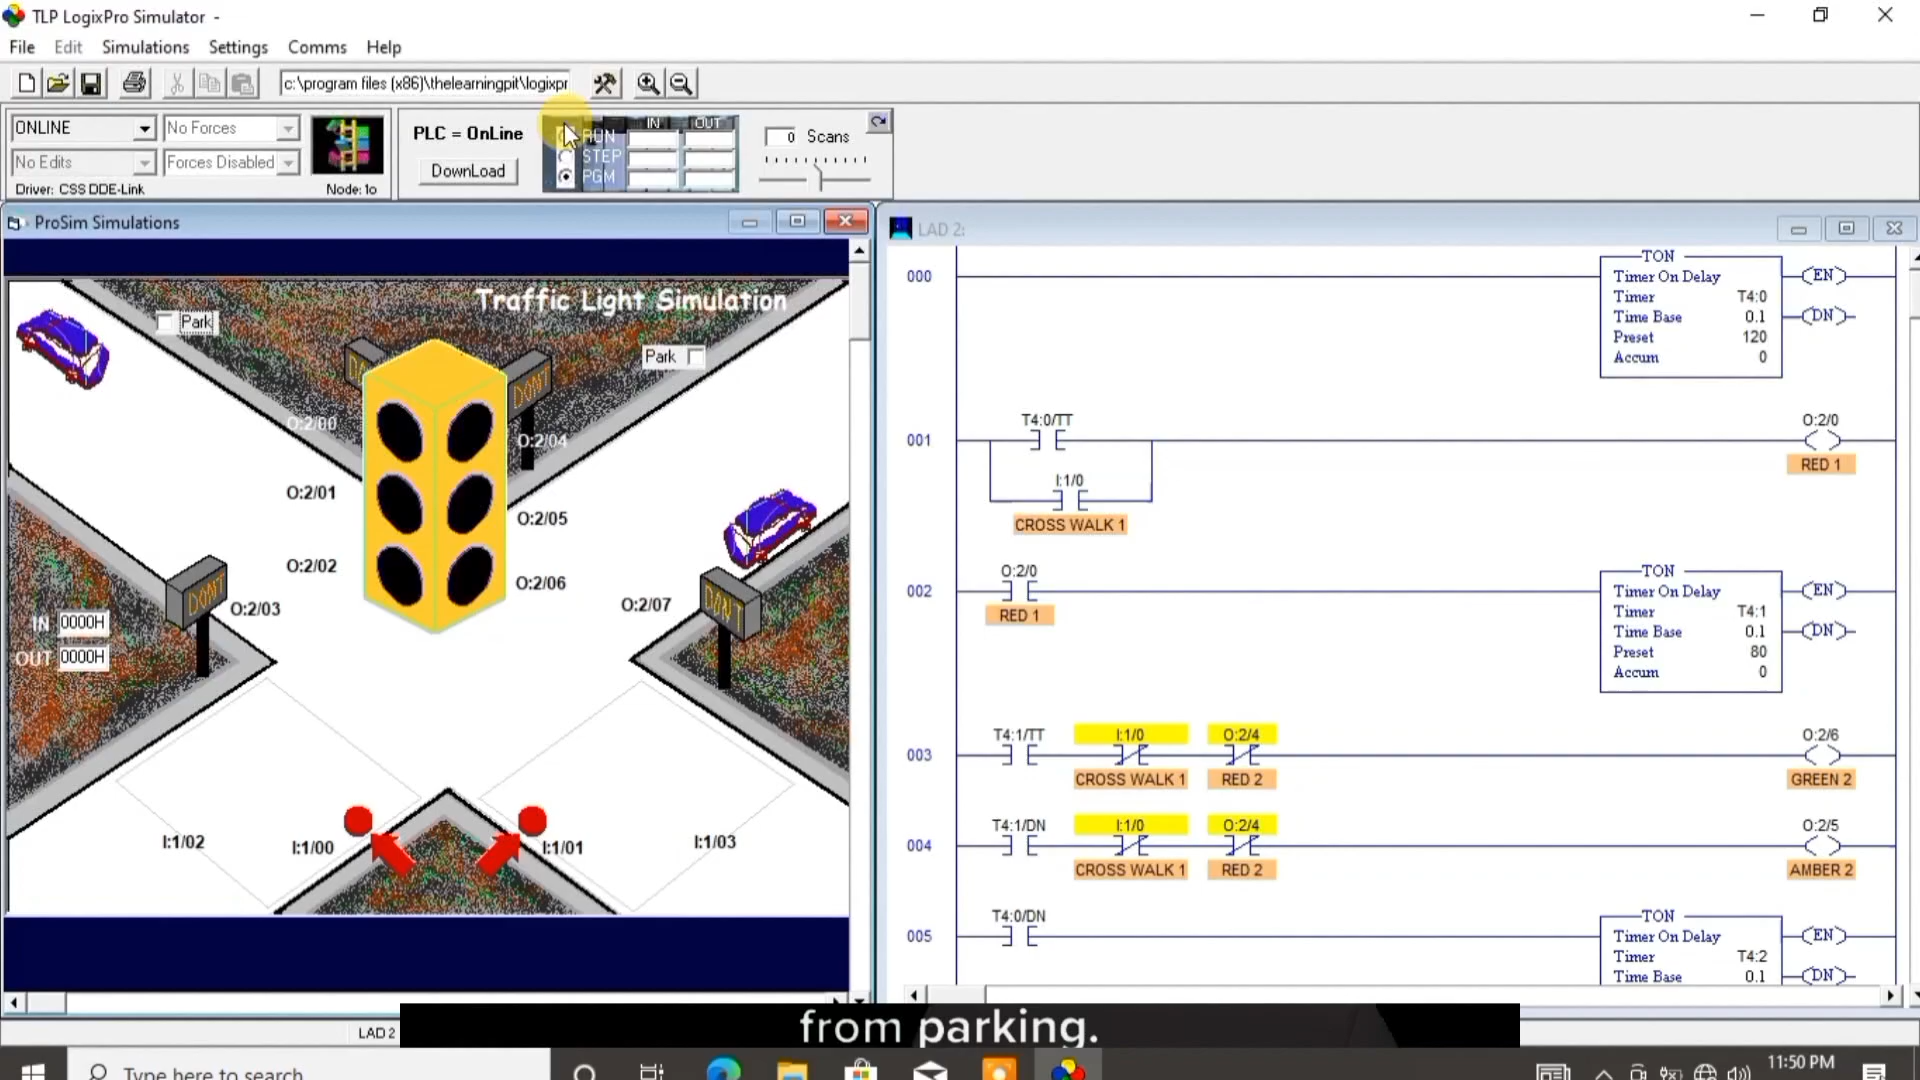 TLP LogixPro Simulator -
File Edit Simulations Settings Comms Help
c:\program files (x86)\thelearningpit\logixpr
ONLINE
No Forces
No Edits
Forces Disabled
Driver: CSS DDE-Link
Node: 1o
PLC = OnLine
DownLoad
RUN
STEP
PGM
IN
OUT
0 Scans
ProSim Simulations
Traffic Light Simulation
Park
Park
DONT
DONT
DONT
O:2/00
O:2/01
O:2/02
O:2/03
O:2/04
O:2/05
O:2/06
O:2/07
IN 0000H
OUT 0000H
I:1/02
I:1/00
I:1/01
I:1/03
LAD 2:
000
TON
Timer On Delay
Timer T4:0
Time Base 0.1
Preset 120
Accum 0
EN
DN
001
T4:0/TT
I:1/0
CROSS WALK 1
O:2/0
RED 1
002
O:2/0
RED 1
TON
Timer On Delay
Timer T4:1
Time Base 0.1
Preset 80
Accum 0
EN
DN
003
T4:1/TT
I:1/0
CROSS WALK 1
O:2/4
RED 2
O:2/6
GREEN 2
004
T4:1/DN
I:1/0
CROSS WALK 1
O:2/4
RED 2
O:2/5
AMBER 2
005
T4:0/DN
TON
Timer On Delay
Timer T4:2
Time Base 0.1
EN
DN
LAD 2
from parking.
Type here to search
11:50 PM